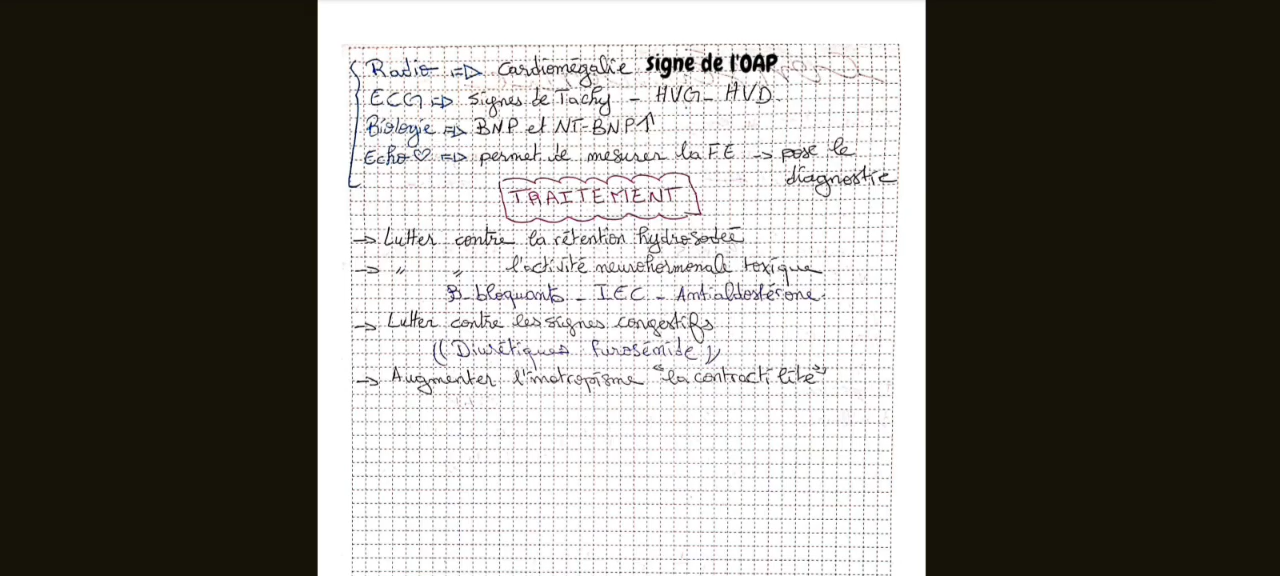 Radio => Cardiomégalie signe de l'OAP
ECG => Signes de Tachy - HVG - HVD.
Biologie => BNP et NT-BNP↑
Echo♡ => permet de mesurer la FE -> pose le
diagnostic
TRAITEMENT
-> Lutter contre la rétention hydrosodée
-> " " l'activité neurohormonale toxique
B-bloquants - IEC - Antialdostérone.
-> Lutter contre les signes congestifs
((Diurétiques furosémide))
-> Augmenter l'inotropisme "la contractilité"